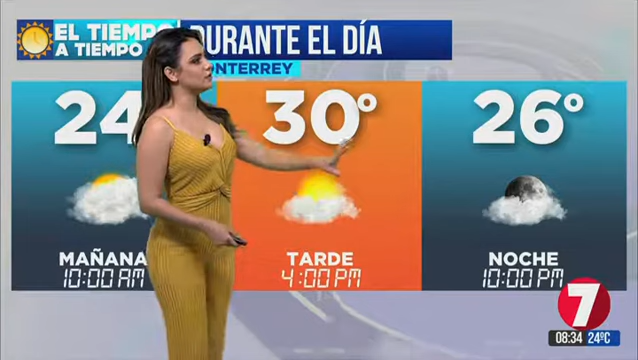 EL TIEMPO
A TIEMPO
DURANTE EL DÍA
MONTERREY
24
30°
26°
MAÑANA
10:00 AM
TARDE
4:00 PM
NOCHE
10:00 PM
7
08:34 24°C